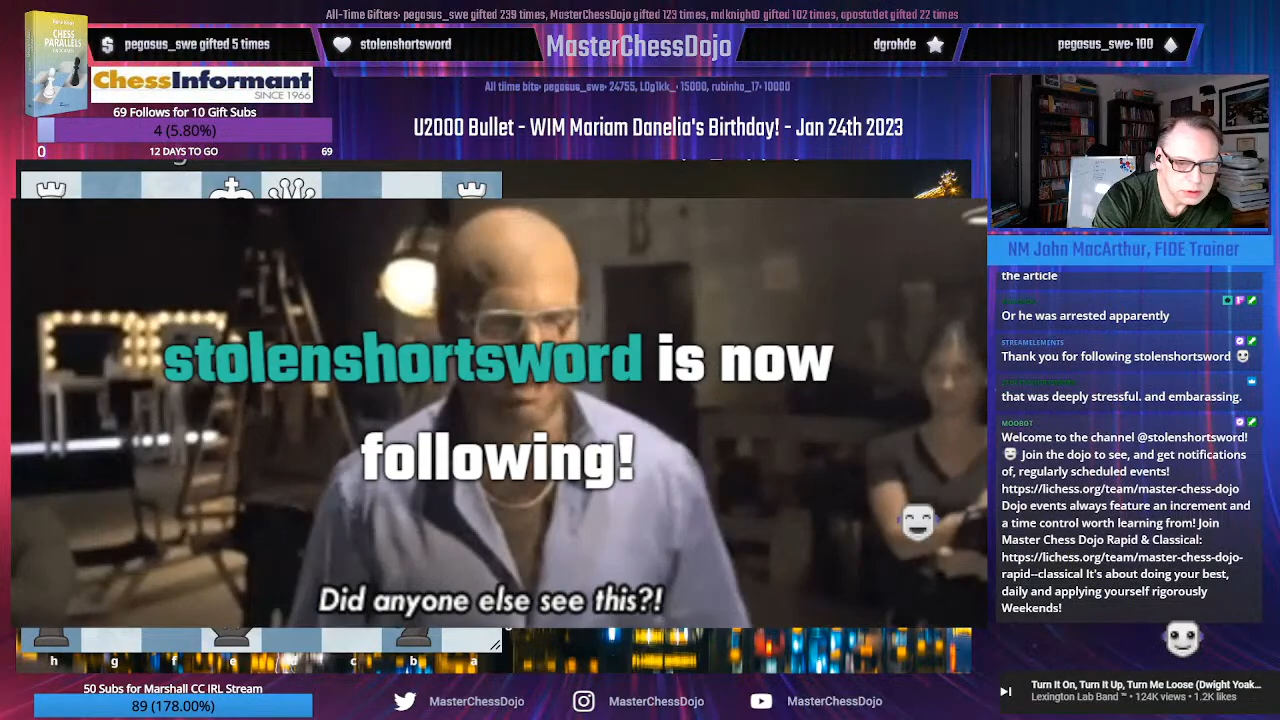 All-Time Gifters· pegasus_swe gifted 239 times, MasterChessDojo gifted 123 times, mdknightD gifted 102 times, apostatlet gifted 22 times
CHESS PARALLELS
pegasus_swe gifted 5 times
stolenshortsword
MasterChessDojo
dgrohde
pegasus_swe· 100
ChessInformant
SINCE 1966
All time bits· pegasus_swe· 24755, L0g1kk_· 15000, rubinho_17· 10000
69 Follows for 10 Gift Subs
4 (5.80%)
0 12 DAYS TO GO 69
U2000 Bullet - WIM Mariam Danelia's Birthday! - Jan 24th 2023
NM John MacArthur, FIDE Trainer
stolenshortsword is now
following!
Did anyone else see this?!
the article
Or he was arrested apparently
STREAMELEMENTS
Thank you for following stolenshortsword
that was deeply stressful. and embarassing.
MOOBOT
Welcome to the channel @stolenshortsword!
Join the dojo to see, and get notifications
of, regularly scheduled events!
https://lichess.org/team/master-chess-dojo
Dojo events always feature an increment and
a time control worth learning from! Join
Master Chess Dojo Rapid & Classical:
https://lichess.org/team/master-chess-dojo-
rapid--classical It's about doing your best,
daily and applying yourself rigorously
Weekends!
h g f e d c b a
50 Subs for Marshall CC IRL Stream
89 (178.00%)
MasterChessDojo
MasterChessDojo
MasterChessDojo
Turn It On, Turn It Up, Turn Me Loose (Dwight Yoak...
Lexington Lab Band ™ • 124K views • 1.2K likes